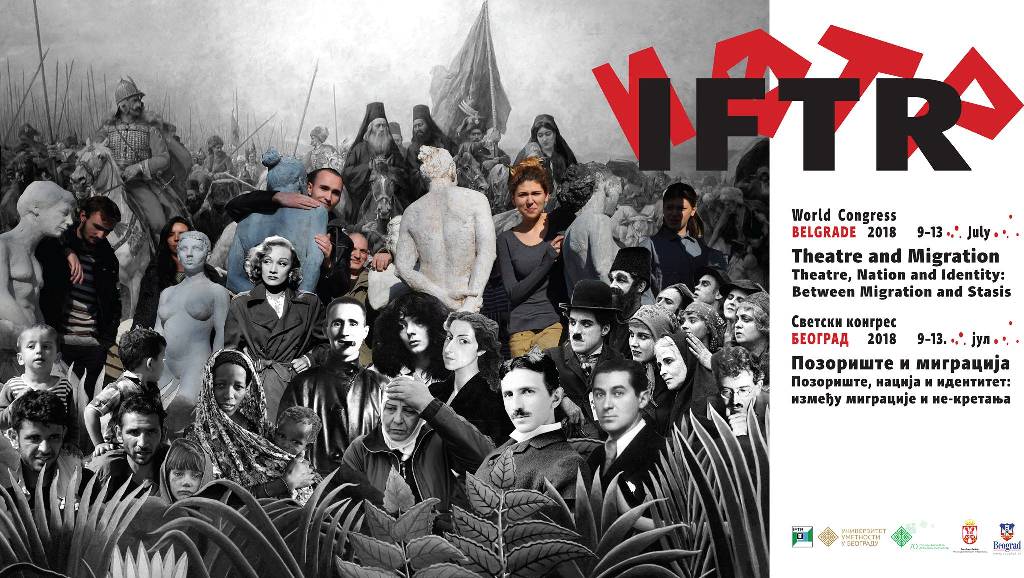 IFTR
World Congress
BELGRADE 2018 9-13 July
Theatre and Migration
Theatre, Nation and Identity:
Between Migration and Stasis
Светски конгрес
БЕОГРАД 2018 9-13. јул
Позориште и миграција
Позориште, нација и идентитет:
између миграције и не-кретања
IFTR
УНИВЕРЗИТЕТ
УМЕТНОСТИ
У БЕОГРАДУ
70
Beograd